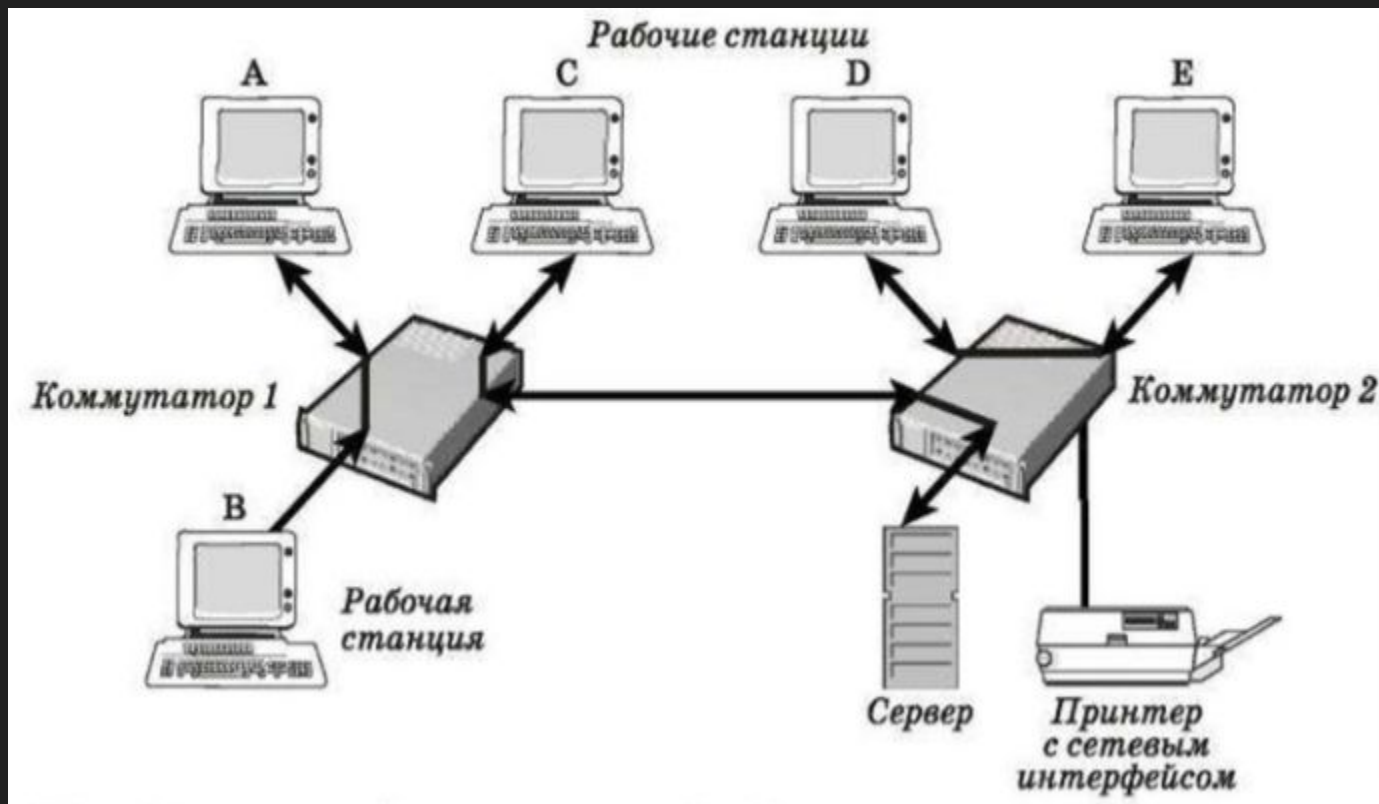 Рабочие станции
A
C
D
E
Коммутатор 1
Коммутатор 2
B
Рабочая
станция
Сервер
Принтер
с сетевым
интерфейсом